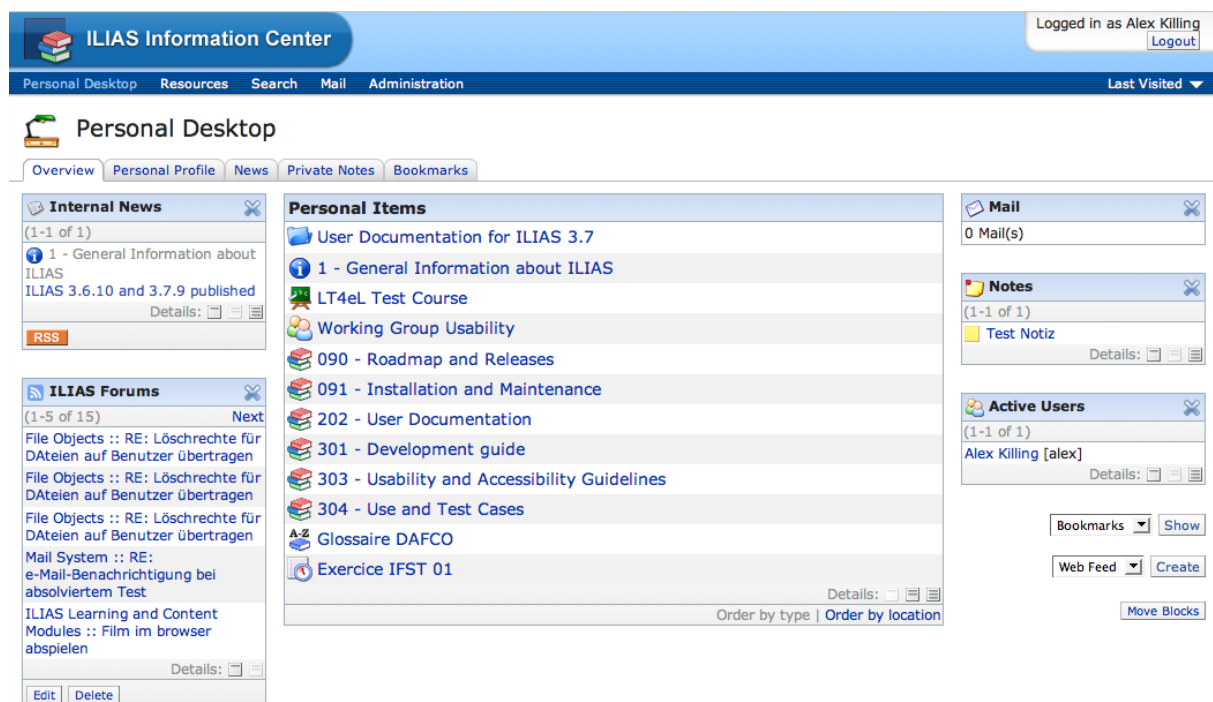 ILIAS Information Center
Logged in as Alex Killing
Logout
Personal Desktop Resources Search Mail Administration
Last Visited
Personal Desktop
Overview Personal Profile News Private Notes Bookmarks
Internal News
(1-1 of 1)
1 - General Information about
ILIAS
ILIAS 3.6.10 and 3.7.9 published
Details:
RSS
ILIAS Forums
(1-5 of 15) Next
File Objects :: RE: Löschrechte für
DAteien auf Benutzer übertragen
File Objects :: RE: Löschrechte für
DAteien auf Benutzer übertragen
File Objects :: RE: Löschrechte für
DAteien auf Benutzer übertragen
Mail System :: RE:
e-Mail-Benachrichtigung bei
absolviertem Test
ILIAS Learning and Content
Modules :: Film im browser
abspielen
Details:
Edit Delete
Personal Items
User Documentation for ILIAS 3.7
1 - General Information about ILIAS
LT4eL Test Course
Working Group Usability
090 - Roadmap and Releases
091 - Installation and Maintenance
202 - User Documentation
301 - Development guide
303 - Usability and Accessibility Guidelines
304 - Use and Test Cases
A-Z Glossaire DAFCO
Exercice IFST 01
Details:
Order by type | Order by location
Mail
0 Mail(s)
Notes
(1-1 of 1)
Test Notiz
Details:
Active Users
(1-1 of 1)
Alex Killing [alex]
Details:
Bookmarks Show
Web Feed Create
Move Blocks